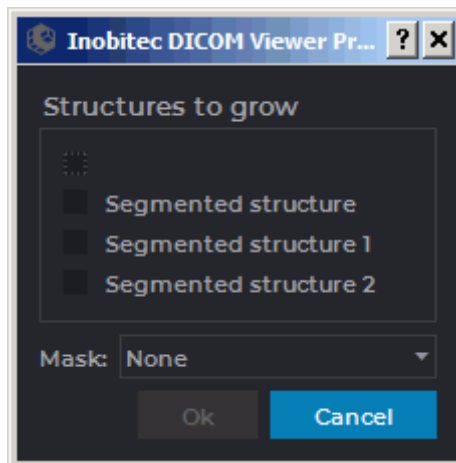 Inobitec DICOM Viewer Pr...
Structures to grow
Segmented structure
Segmented structure 1
Segmented structure 2
Mask: None
Ok Cancel